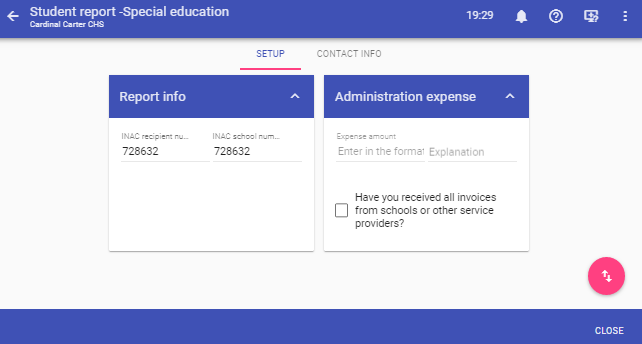 Student report -Special education
Cardinal Carter CHS
19:29
SETUP
CONTACT INFO
Report info
Administration expense
INAC recipient nu...
INAC school num...
728632
728632
Expense amount
Enter in the format
Explanation
Have you received all invoices
from schools or other service
providers?
CLOSE